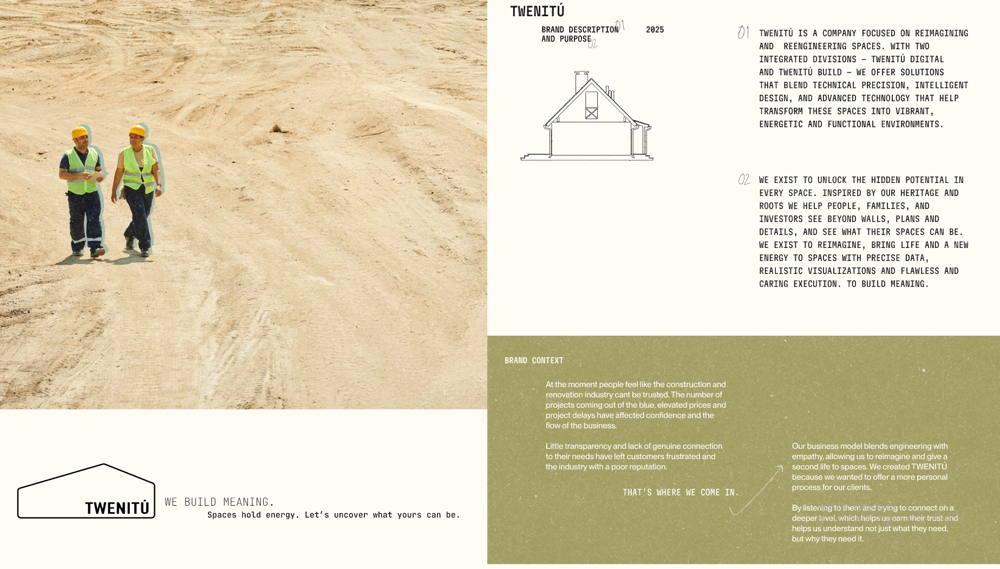 TWENITÚ
WE BUILD MEANING.
Spaces hold energy. Let’s uncover what yours can be.
TWENITÚ
BRAND DESCRIPTION 01
AND PURPOSE 02
2025
01
TWENITÚ IS A COMPANY FOCUSED ON REIMAGINING
AND REENGINEERING SPACES. WITH TWO
INTEGRATED DIVISIONS – TWENITÚ DIGITAL
AND TWENITÚ BUILD – WE OFFER SOLUTIONS
THAT BLEND TECHNICAL PRECISION, INTELLIGENT
DESIGN, AND ADVANCED TECHNOLOGY THAT HELP
TRANSFORM THESE SPACES INTO VIBRANT,
ENERGETIC AND FUNCTIONAL ENVIRONMENTS.
02
WE EXIST TO UNLOCK THE HIDDEN POTENTIAL IN
EVERY SPACE. INSPIRED BY OUR HERITAGE AND
ROOTS WE HELP PEOPLE, FAMILIES, AND
INVESTORS SEE BEYOND WALLS, PLANS AND
DETAILS, AND SEE WHAT THEIR SPACES CAN BE.
WE EXIST TO REIMAGINE, BRING LIFE AND A NEW
ENERGY TO SPACES WITH PRECISE DATA,
REALISTIC VISUALIZATIONS AND FLAWLESS AND
CARING EXECUTION. TO BUILD MEANING.
BRAND CONTEXT
At the moment people feel like the construction and
renovation industry cant be trusted. The number of
projects coming out of the blue, elevated prices and
project delays have affected confidence and the
flow of the business.
Little transparency and lack of genuine connection
to their needs have left customers frustrated and
the industry with a poor reputation.
THAT'S WHERE WE COME IN.
Our business model blends engineering with
empathy, allowing us to reimagine and give a
second life to spaces. We created TWENITÚ
because we wanted to offer a more personal
process for our clients.
By listening to them and trying to connect on a
deeper level, which helps us earn their trust and
helps us understand not just what they need,
but why they need it.